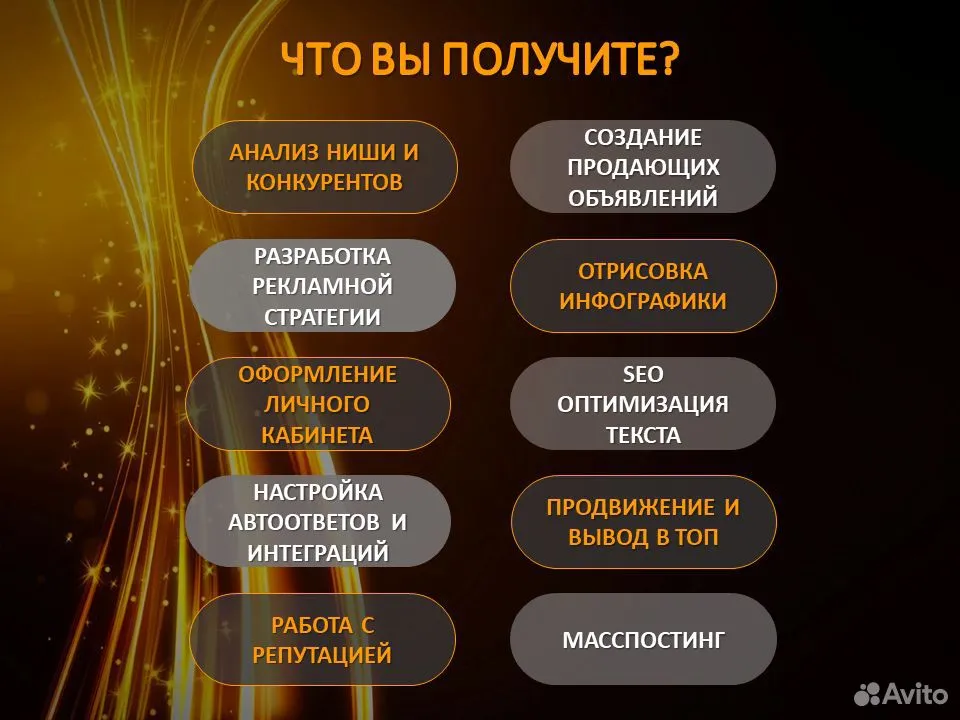 ЧТО ВЫ ПОЛУЧИТЕ?
АНАЛИЗ НИШИ И
КОНКУРЕНТОВ
СОЗДАНИЕ
ПРОДАЮЩИХ
ОБЪЯВЛЕНИЙ
РАЗРАБОТКА
РЕКЛАМНОЙ
СТРАТЕГИИ
ОТРИСОВКА
ИНФОГРАФИКИ
ОФОРМЛЕНИЕ
ЛИЧНОГО
КАБИНЕТА
SEO
ОПТИМИЗАЦИЯ
ТЕКСТА
НАСТРОЙКА
АВТООТВЕТОВ И
ИНТЕГРАЦИЙ
ПРОДВИЖЕНИЕ И
ВЫВОД В ТОП
РАБОТА С
РЕПУТАЦИЕЙ
МАССПОСТИНГ
Avito